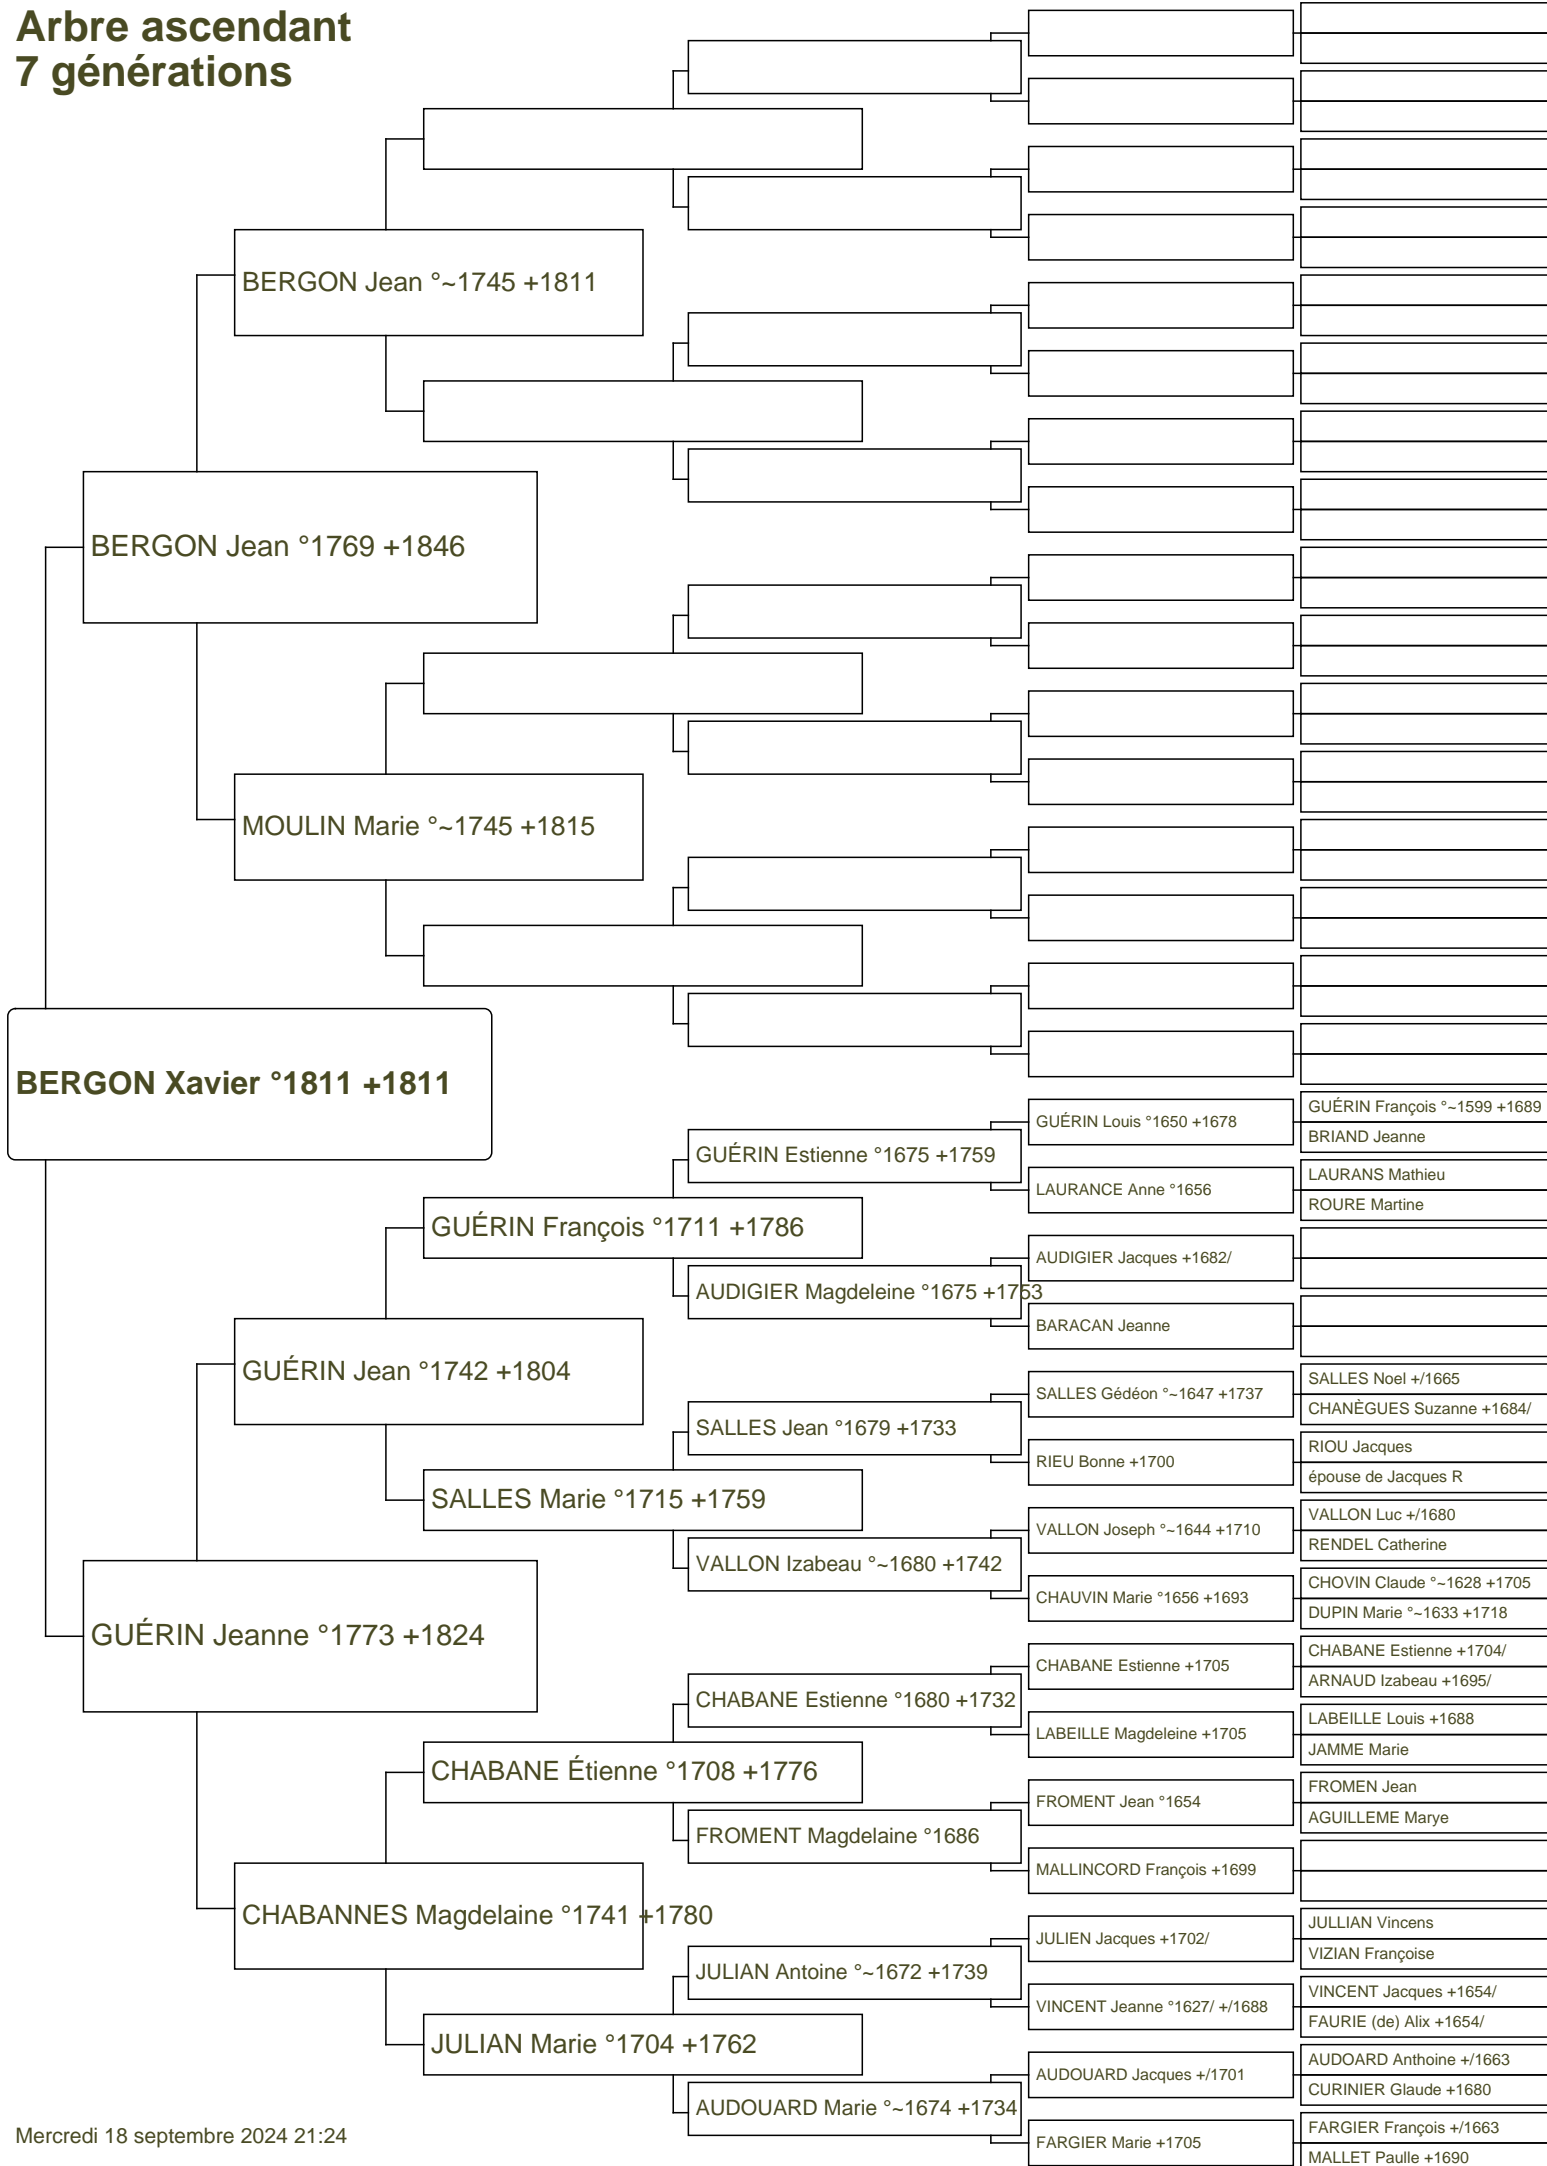 Arbre ascendant
7 générations
BERGON Jean °~1745 +1811
BERGON Jean °1769 +1846
MOULIN Marie °~1745 +1815
BERGON Xavier °1811 +1811
GUÉRIN François °~1599 +1689
GUÉRIN Louis °1650 +1678
BRIAND Jeanne
GUÉRIN Estienne °1675 +1759
LAURANS Mathieu
LAURANCE Anne °1656
ROURE Martine
GUÉRIN François °1711 +1786
AUDIGIER Jacques +1682/
AUDIGIER Magdeleine °1675 +1753
BARACAN Jeanne
GUÉRIN Jean °1742 +1804
SALLES Noel +/1665
SALLES Gédéon °~1647 +1737
CHANÈGUES Suzanne +1684/
SALLES Jean °1679 +1733
RIOU Jacques
RIEU Bonne +1700
épouse de Jacques R
SALLES Marie °1715 +1759
VALLON Luc +/1680
VALLON Joseph °~1644 +1710
RENDEL Catherine
VALLON Izabeau °~1680 +1742
CHOVIN Claude °~1628 +1705
CHAUVIN Marie °1656 +1693
DUPIN Marie °~1633 +1718
GUÉRIN Jeanne °1773 +1824
CHABANE Estienne +1704/
CHABANE Estienne +1705
ARNAUD Izabeau +1695/
CHABANE Estienne °1680 +1732
LABEILLE Louis +1688
LABEILLE Magdeleine +1705
JAMME Marie
CHABANE Étienne °1708 +1776
FROMEN Jean
FROMENT Jean °1654
AGUILLEME Marye
FROMENT Magdelaine °1686
MALLINCORD François +1699
CHABANNES Magdelaine °1741 +1780
JULLIAN Vincens
JULIEN Jacques +1702/
VIZIAN Françoise
JULIAN Antoine °~1672 +1739
VINCENT Jacques +1654/
VINCENT Jeanne °1627/ +/1688
FAURIE (de) Alix +1654/
JULIAN Marie °1704 +1762
AUDOARD Anthoine +/1663
AUDOUARD Jacques +/1701
CURINIER Glaude +1680
AUDOUARD Marie °~1674 +1734
FARGIER François +/1663
FARGIER Marie +1705
MALLET Paulle +1690
Mercredi 18 septembre 2024 21:24